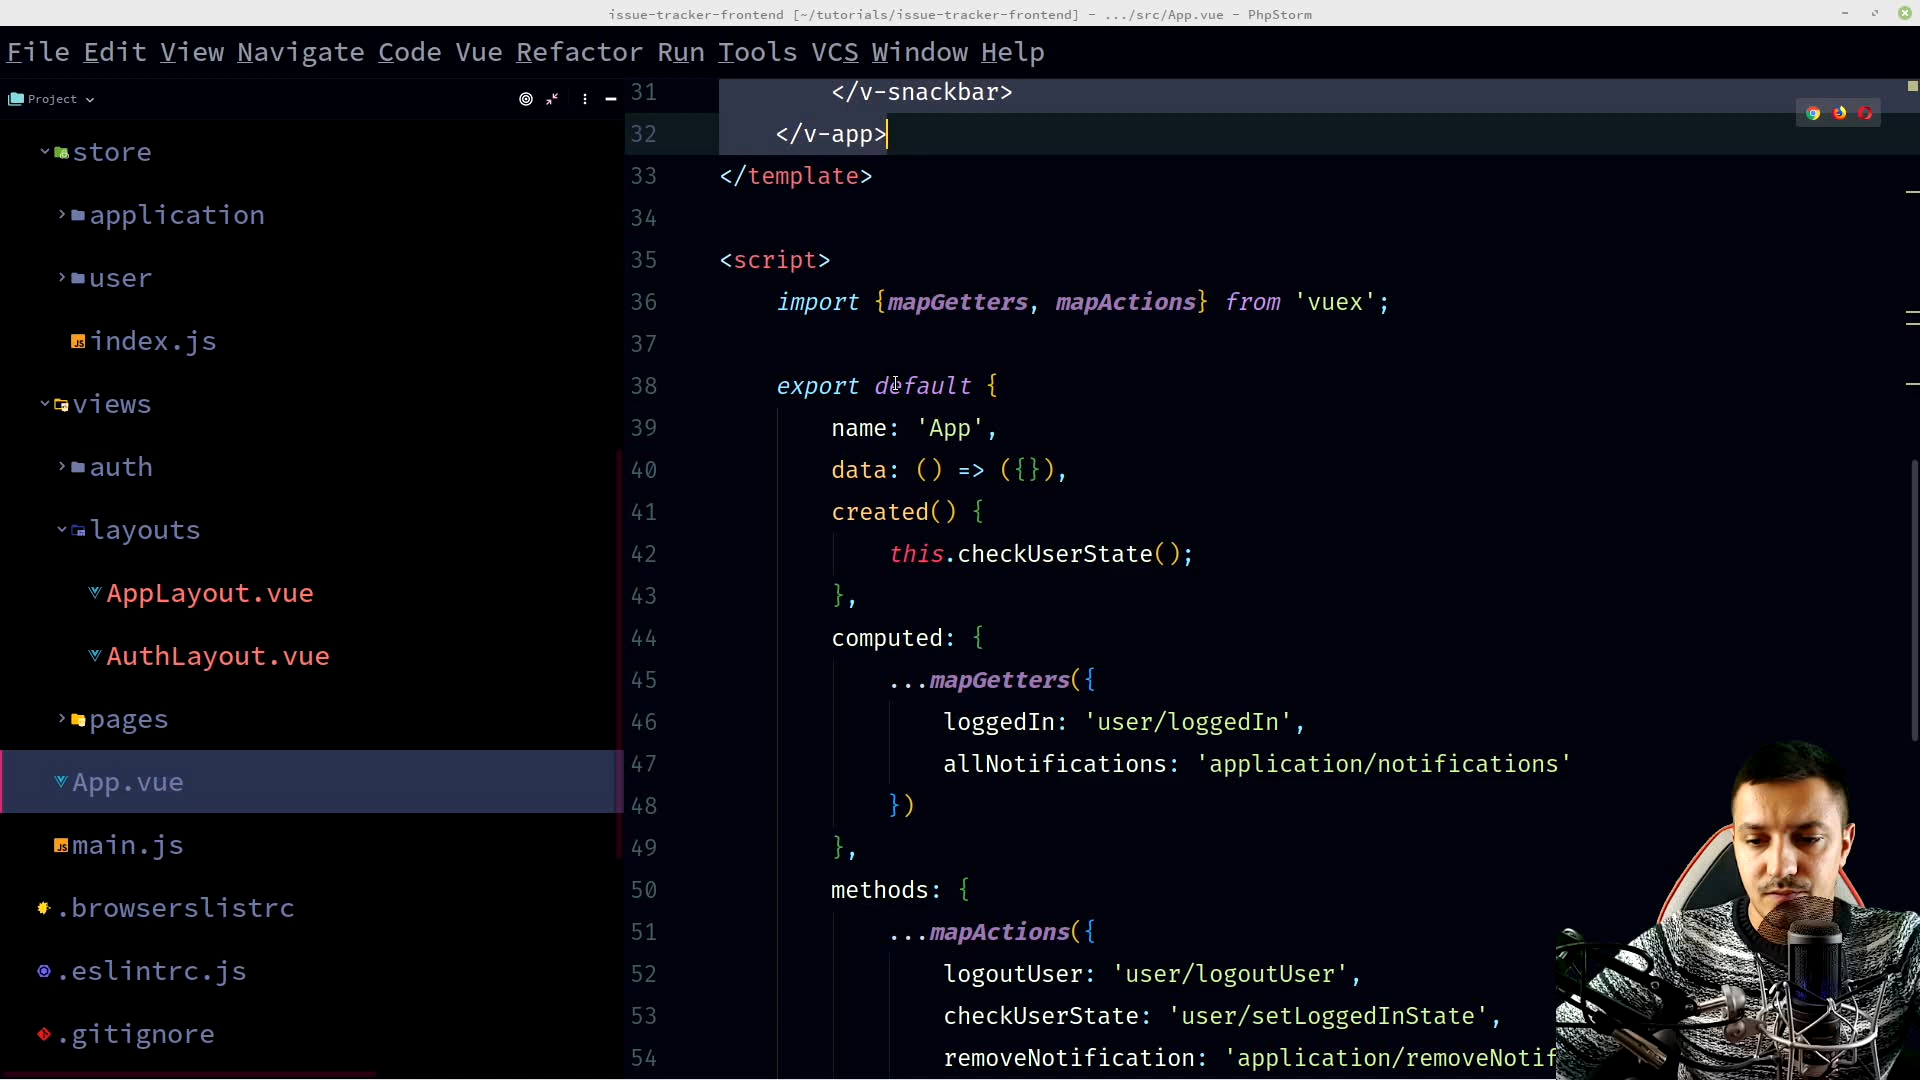 issue-tracker-frontend [~/tutorials/issue-tracker-frontend] - .../src/App.vue - PhpStorm
File Edit View Navigate Code Vue Refactor Run Tools VCS Window Help
Project
store
application
user
index.js
views
auth
layouts
AppLayout.vue
AuthLayout.vue
pages
App.vue
main.js
.browserslistrc
.eslintrc.js
.gitignore
31 </v-snackbar>
32 </v-app>
33 </template>
34
35 <script>
36 import {mapGetters, mapActions} from 'vuex';
37
38 export default {
39 name: 'App',
40 data: () => ({}),
41 created() {
42 this.checkUserState();
43 },
44 computed: {
45 ...mapGetters({
46 loggedIn: 'user/loggedIn',
47 allNotifications: 'application/notifications'
48 })
49 },
50 methods: {
51 ...mapActions({
52 logoutUser: 'user/logoutUser',
53 checkUserState: 'user/setLoggedInState',
54 removeNotification: 'application/removeNotif